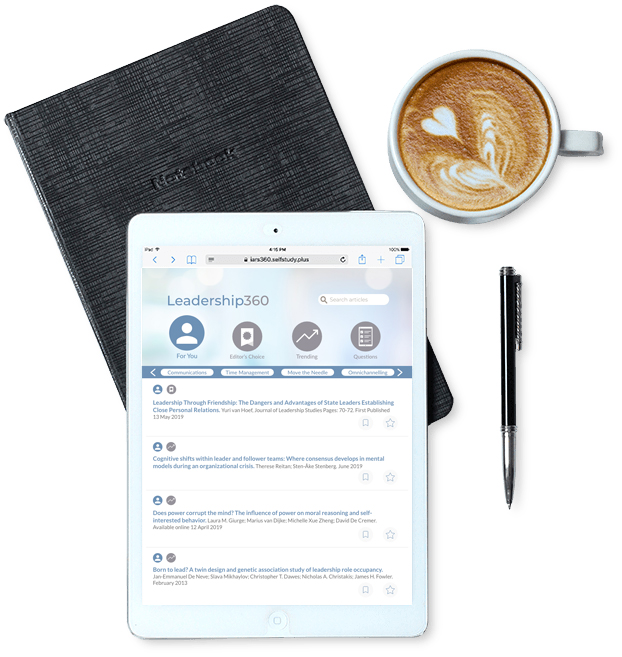 Notebook
iPad
4:15 PM
100%
iars360.selfstudy.plus
Leadership360
Search articles
For You
Editor's Choice
Trending
Questions
Communications
Time Management
Move the Needle
Omnichannelling
Leadership Through Friendship: The Dangers and Advantages of State Leaders Establishing
Close Personal Relations. Yuri van Hoef, Journal of Leadership Studies Pages: 70-72. First Published
13 May 2019
Cognitive shifts within leader and follower teams: Where consensus develops in mental
models during an organizational crisis. Therese Reitan; Sten-Åke Stenberg. June 2019
Does power corrupt the mind? The influence of power on moral reasoning and self-
interested behavior. Laura M. Giurge; Marius van Dijke; Michelle Xue Zheng; David De Cremer.
Available online 12 April 2019
Born to lead? A twin design and genetic association study of leadership role occupancy.
Jan-Emmanuel De Neve; Slava Mikhaylov; Christopher T. Dawes; Nicholas A. Christakis; James H. Fowler.
February 2013